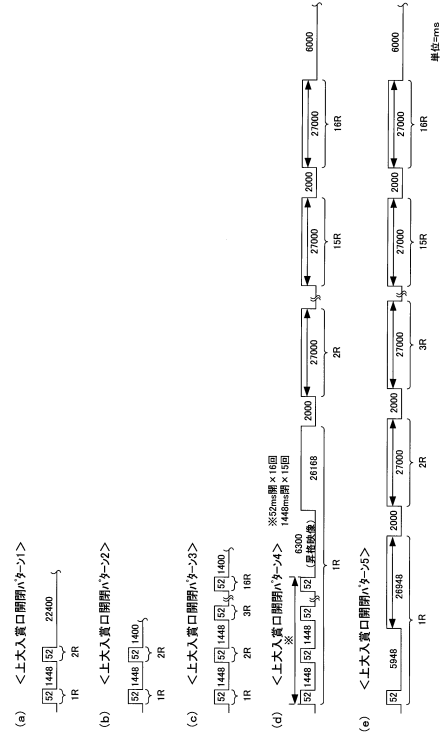 (a) <上大入賞口開閉パターン1>
52 1448 52 22400
1R 2R
(b) <上大入賞口開閉パターン2>
52 1448 52 1400
1R 2R
(c) <上大入賞口開閉パターン3>
52 1448 52 1448 52 52 1400
1R 2R 3R 16R
(d) <上大入賞口開閉パターン4>
※52ms開×16回
1448ms閉×15回
※
52 1448 52 1448 52 52 6300 26168 2000 27000 27000 2000 27000 6000
(昇格映像)
1R 2R 15R 16R
(e) <上大入賞口開閉パターン5>
52 5948 26948 2000 27000 2000 27000 27000 2000 27000 6000
1R 2R 3R 15R 16R
単位=ms